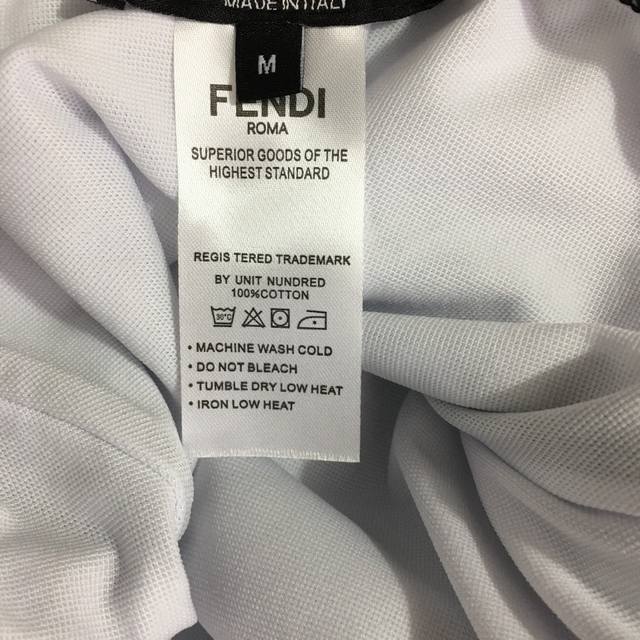 MADE IN ITALY
M
FENDI
ROMA
SUPERIOR GOODS OF THE
HIGHEST STANDARD
REGIS TERED TRADEMARK
BY UNIT NUNDRED
100%COTTON
30°C
• MACHINE WASH COLD
• DO NOT BLEACH
• TUMBLE DRY LOW HEAT
• IRON LOW HEAT